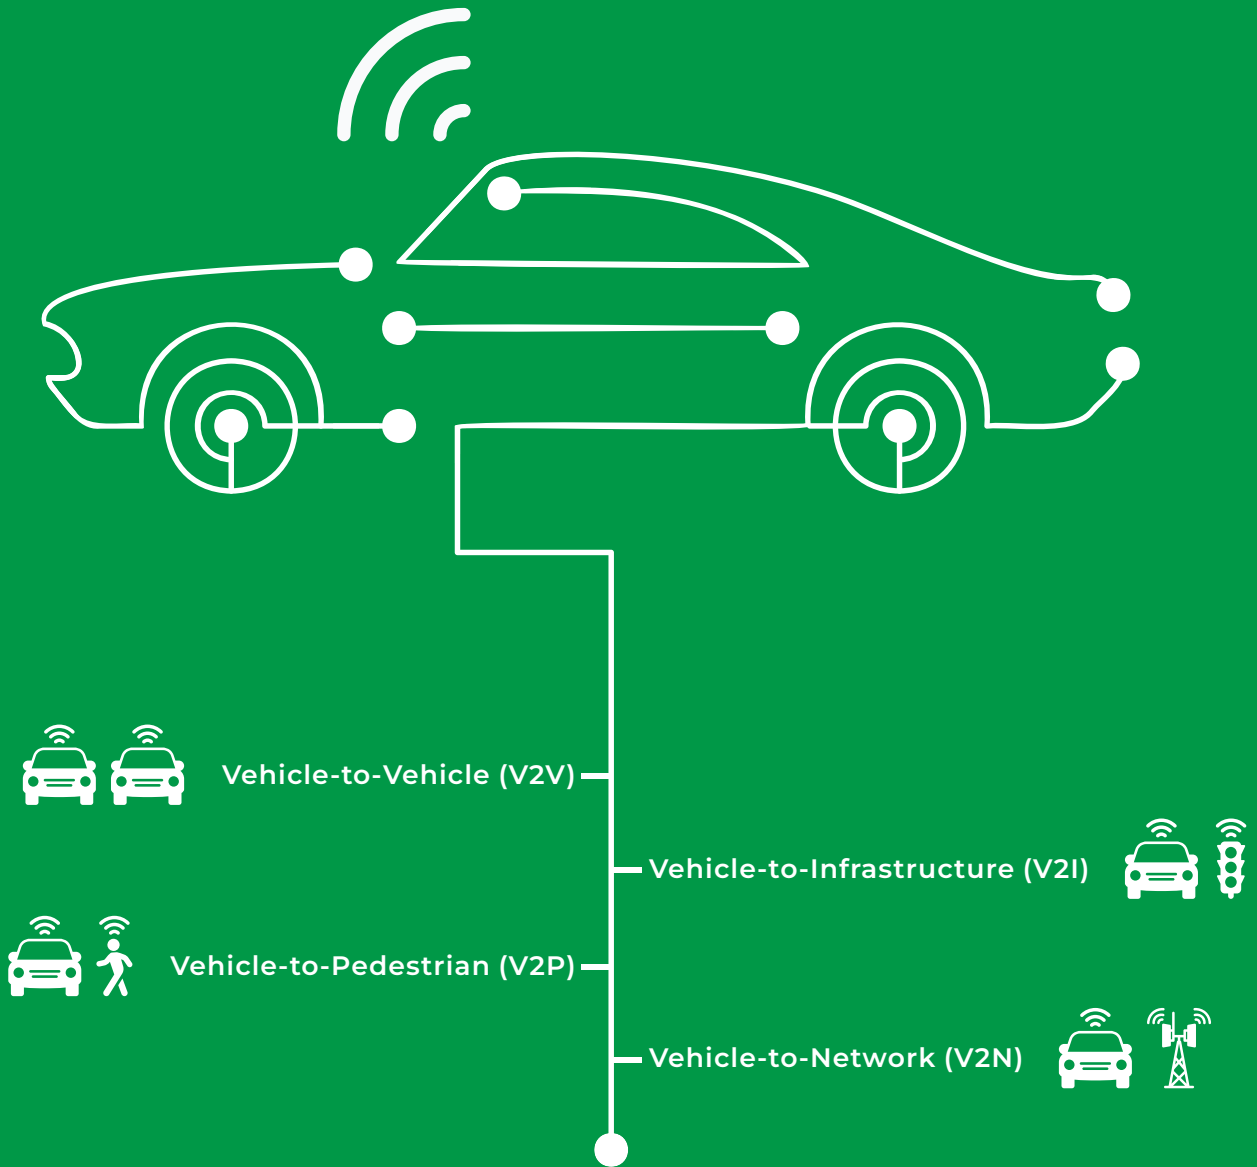 Vehicle-to-Vehicle (V2V)
Vehicle-to-Infrastructure (V2I)
Vehicle-to-Pedestrian (V2P)
Vehicle-to-Network (V2N)